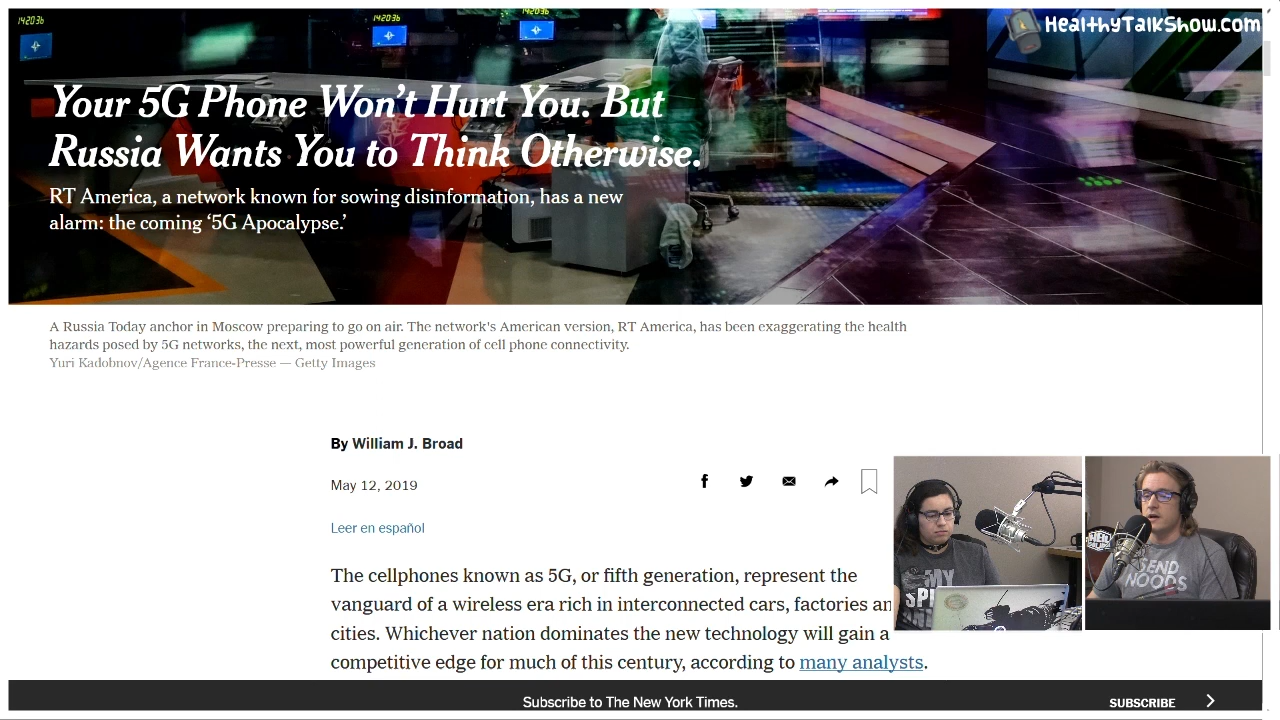 142036
142036
142036
HealthyTalkShow.com
Your 5G Phone Won't Hurt You. But
Russia Wants You to Think Otherwise.
RT America, a network known for sowing disinformation, has a new
alarm: the coming '5G Apocalypse.'
A Russia Today anchor in Moscow preparing to go on air. The network's American version, RT America, has been exaggerating the health
hazards posed by 5G networks, the next, most powerful generation of cell phone connectivity.
Yuri Kadobnov/Agence France-Presse — Getty Images
By William J. Broad
May 12, 2019
Leer en español
The cellphones known as 5G, or fifth generation, represent the
vanguard of a wireless era rich in interconnected cars, factories an
cities. Whichever nation dominates the new technology will gain a
competitive edge for much of this century, according to many analysts.
MY
SEND
NOODS
Subscribe to The New York Times.
SUBSCRIBE